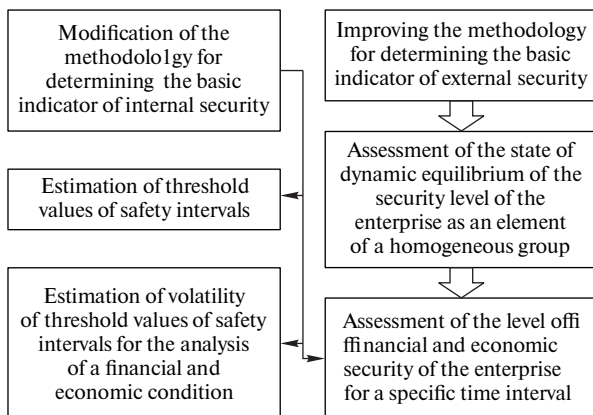 Modification of the
methodolo1gy for
determining the basic
indicator of internal security
Estimation of threshold
values of safety intervals
Estimation of volatility
of threshold values of safety
intervals for the analysis
of a financial and
economic condition
Improving the methodology
for determining the basic
indicator of external security
Assessment of the state of
dynamic equilibrium of the
security level of the
enterprise as an element
of a homogeneous group
Assessment of the level offi
ffinancial and economic
security of the enterprise
for a specific time interval